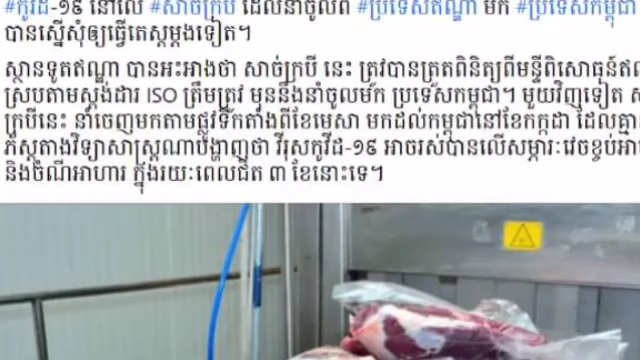 #កូវីដ-១៩ នៅលើ #សាច់ក្របី ដែលនាំចូលពី #ប្រទេសឥណ្ឌា មក #ប្រទេសកម្ពុជា
បានស្នើសុំឲ្យធ្វើតេស្តម្តងទៀត។
ស្ថានទូតឥណ្ឌា បានអះអាងថា សាច់ក្របី នេះ ត្រូវបានត្រួតពិនិត្យពីមន្ទីរពិសោធន៍ឥណ
ស្របតាមស្តង់ដារ ISO ត្រឹមត្រូវ មុននឹងនាំចូលមក ប្រទេសកម្ពុជា។ មួយវិញទៀត ស
ក្របីនេះ នាំចេញមកតាមផ្លូវទឹកតាំងពីខែមេសា មកដល់កម្ពុជានៅខែកក្កដា ដែលគ្មាន
ភស្តុតាងវិទ្យាសាស្ត្រណាបង្ហាញថា វីរុសកូវីដ-១៩ អាចរស់បានលើសម្ភារៈវេចខ្ចប់អា
និងចំណីអាហារ ក្នុងរយៈពេលជិត ៣ ខែនោះទេ។